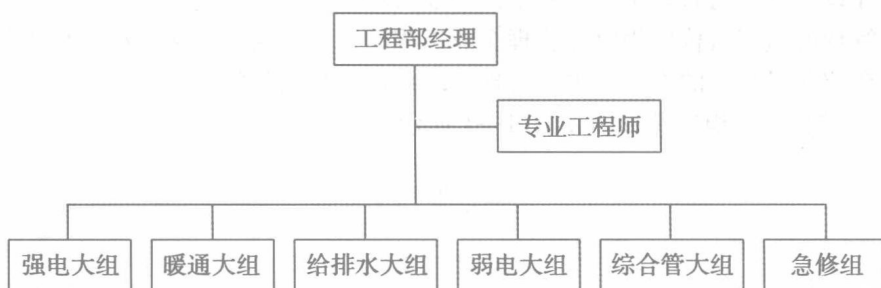 工程部经理
专业工程师
强电大组
暖通大组
给排水大组
弱电大组
综合管大组
急修组